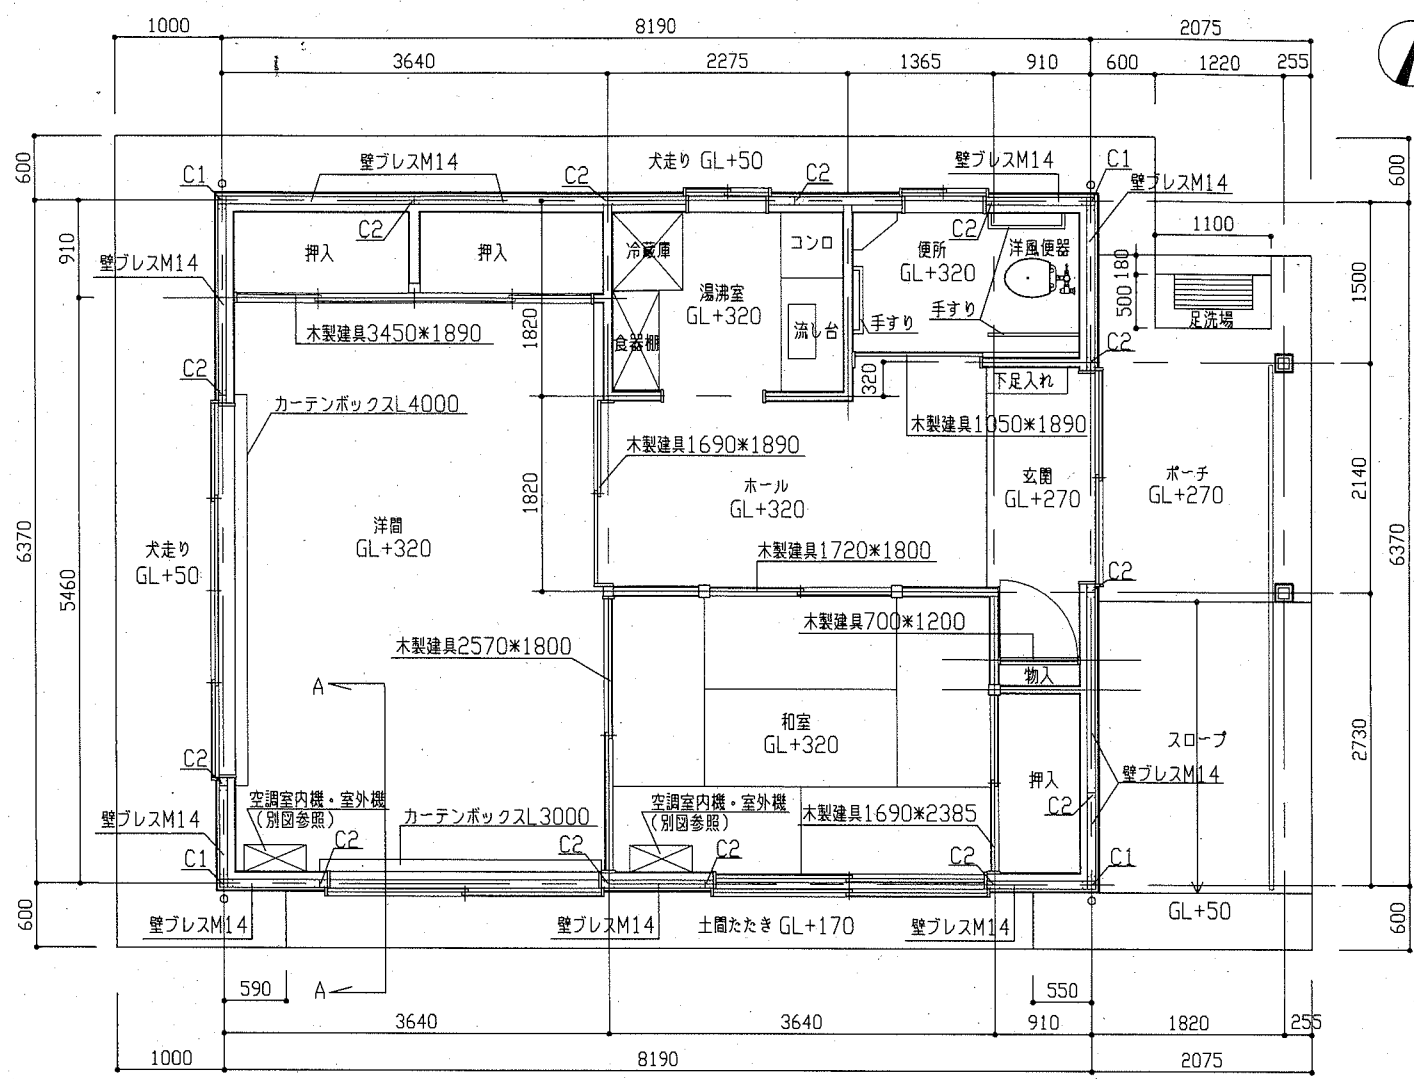 1000
8190
2075
3640
2275
1365
910
600
1220
255
600
壁ブレスM14
犬走り GL+50
壁ブレスM14
C1
C2
C2
C1
壁ブレスM14
600
910
C2
C2
1100
押入
押入
冷蔵庫
コンロ
便所
GL+320
洋風便器
180
1500
壁ブレスM14
湯沸室
GL+320
500
1820
手すり
手すり
足洗場
木製建具3450*1890
食器棚
流し台
C2
C2
320
下足入れ
カーテンボックスL4000
木製建具1050*1890
木製建具1690*1890
玄関
GL+270
ポーチ
GL+270
2140
ホール
GL+320
1820
洋間
GL+320
犬走り
GL+50
6370
5460
6370
木製建具1720*1800
C2
木製建具700*1200
木製建具2570*1800
物入
A
和室
GL+320
スロープ
2730
C2
押入
壁ブレスM14
空調室内機・室外機
(別図参照)
空調室内機・室外機
(別図参照)
C2
カーテンボックスL3000
木製建具1690*2385
壁ブレスM14
C2
C2
C2
C2
C1
C1
600
壁ブレスM14
壁ブレスM14
土間たたき GL+170
壁ブレスM14
GL+50
600
590
A
550
3640
3640
910
1820
255
1000
8190
2075